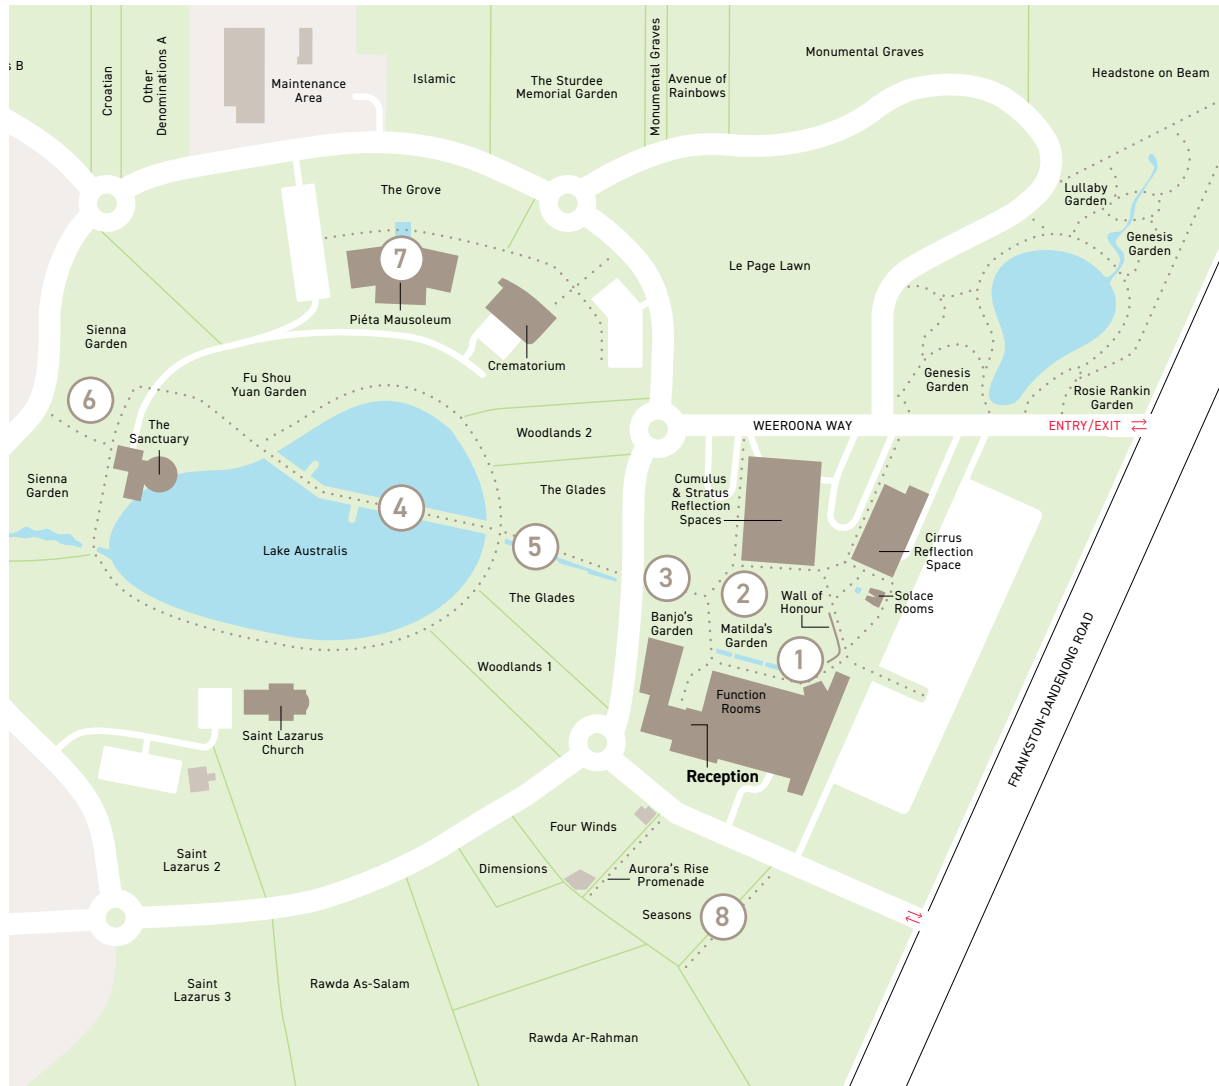 s B
Croatian
Other
Denominations A
Maintenance
Area
Islamic
The Sturdee
Memorial Garden
Monumental Graves
Avenue of
Rainbows
Monumental Graves
Headstone on Beam
The Grove
Lullaby
Garden
Genesis
Garden
7
Le Page Lawn
Piéta Mausoleum
Sienna
Garden
Crematorium
Fu Shou
Yuan Garden
Genesis
Garden
Rosie Rankin
Garden
6
The
Sanctuary
Woodlands 2
WEEROONA WAY
ENTRY/EXIT
Sienna
Garden
The Glades
Cumulus
& Stratus
Reflection
Spaces
4
Lake Australis
5
Cirrus
Reflection
Space
3
2
Wall of
Honour
Solace
Rooms
The Glades
Banjo's
Garden
Matilda's
Garden
1
Woodlands 1
Function
Rooms
Saint Lazarus
Church
Reception
FRANKSTON-DANDENONG ROAD
Four Winds
Saint
Lazarus 2
Dimensions
Aurora's Rise
Promenade
Seasons
8
Saint
Lazarus 3
Rawda As-Salam
Rawda Ar-Rahman